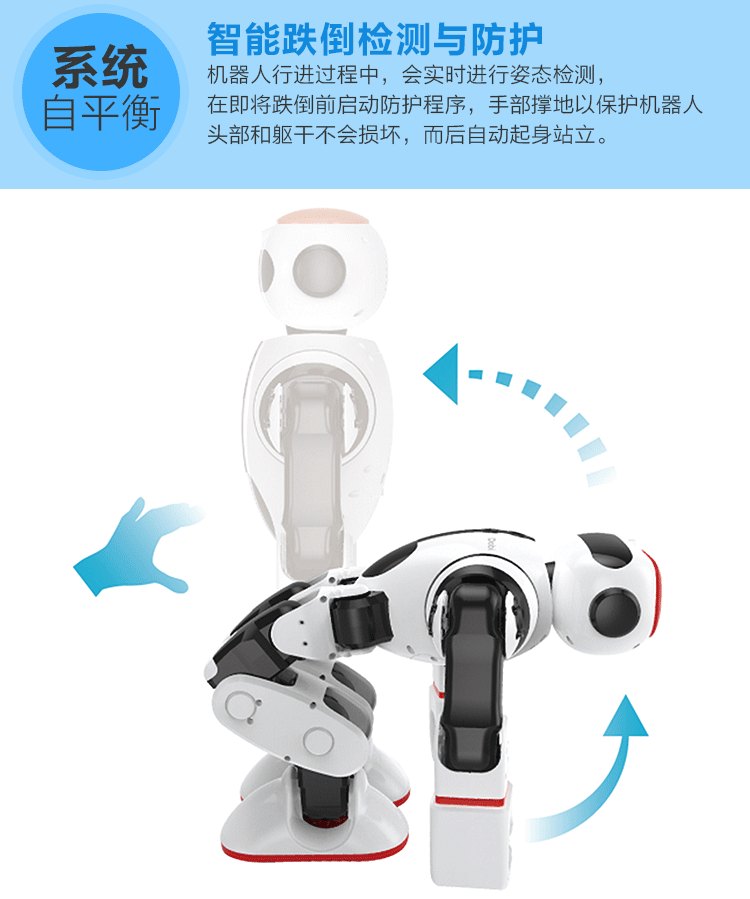 系统
自平衡
智能跌倒检测与防护
机器人行进过程中，会实时进行姿态检测，
在即将跌倒前启动防护程序，手部撑地以保护机器人
头部和躯干不会损坏，而后自动起身站立。
Dobi